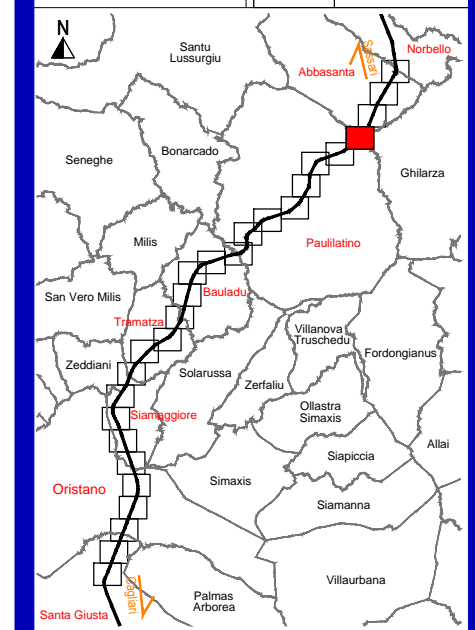 N
Santu
Lussurgiu
Norbello
Sassari
Abbasanta
Bonarcado
Seneghe
Ghilarza
Milis
Paulilatino
San Vero Milis
Bauladu
Tramatza
Villanova
Truschedu
Fordongianus
Zeddiani
Solarussa
Zerfaliu
Ollastra
Simaxis
Siamaggiore
Allai
Siapiccia
Simaxis
Oristano
Siamanna
Villaurbana
Cagliari
Palmas
Arborea
Santa Giusta